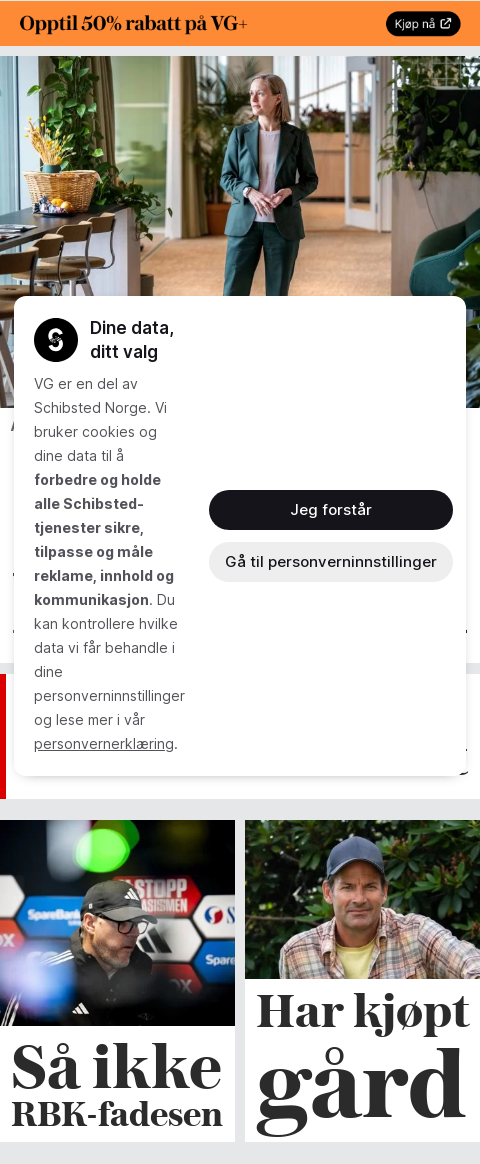 Opptil 50% rabatt på VG+
Kjøp nå
Dine data,
ditt valg
VG er en del av
Schibsted Norge. Vi
bruker cookies og
dine data til å
forbedre og holde
alle Schibsted-
tjenester sikre,
tilpasse og måle
reklame, innhold og
kommunikasjon. Du
kan kontrollere hvilke
data vi får behandle i
dine
personverninnstillinger
og lese mer i vår
personvernerklæring.
Jeg forstår
Gå til personverninnstillinger
STOPP
SpareBank
Så ikke
RBK-fadesen
Har kjøpt
gård